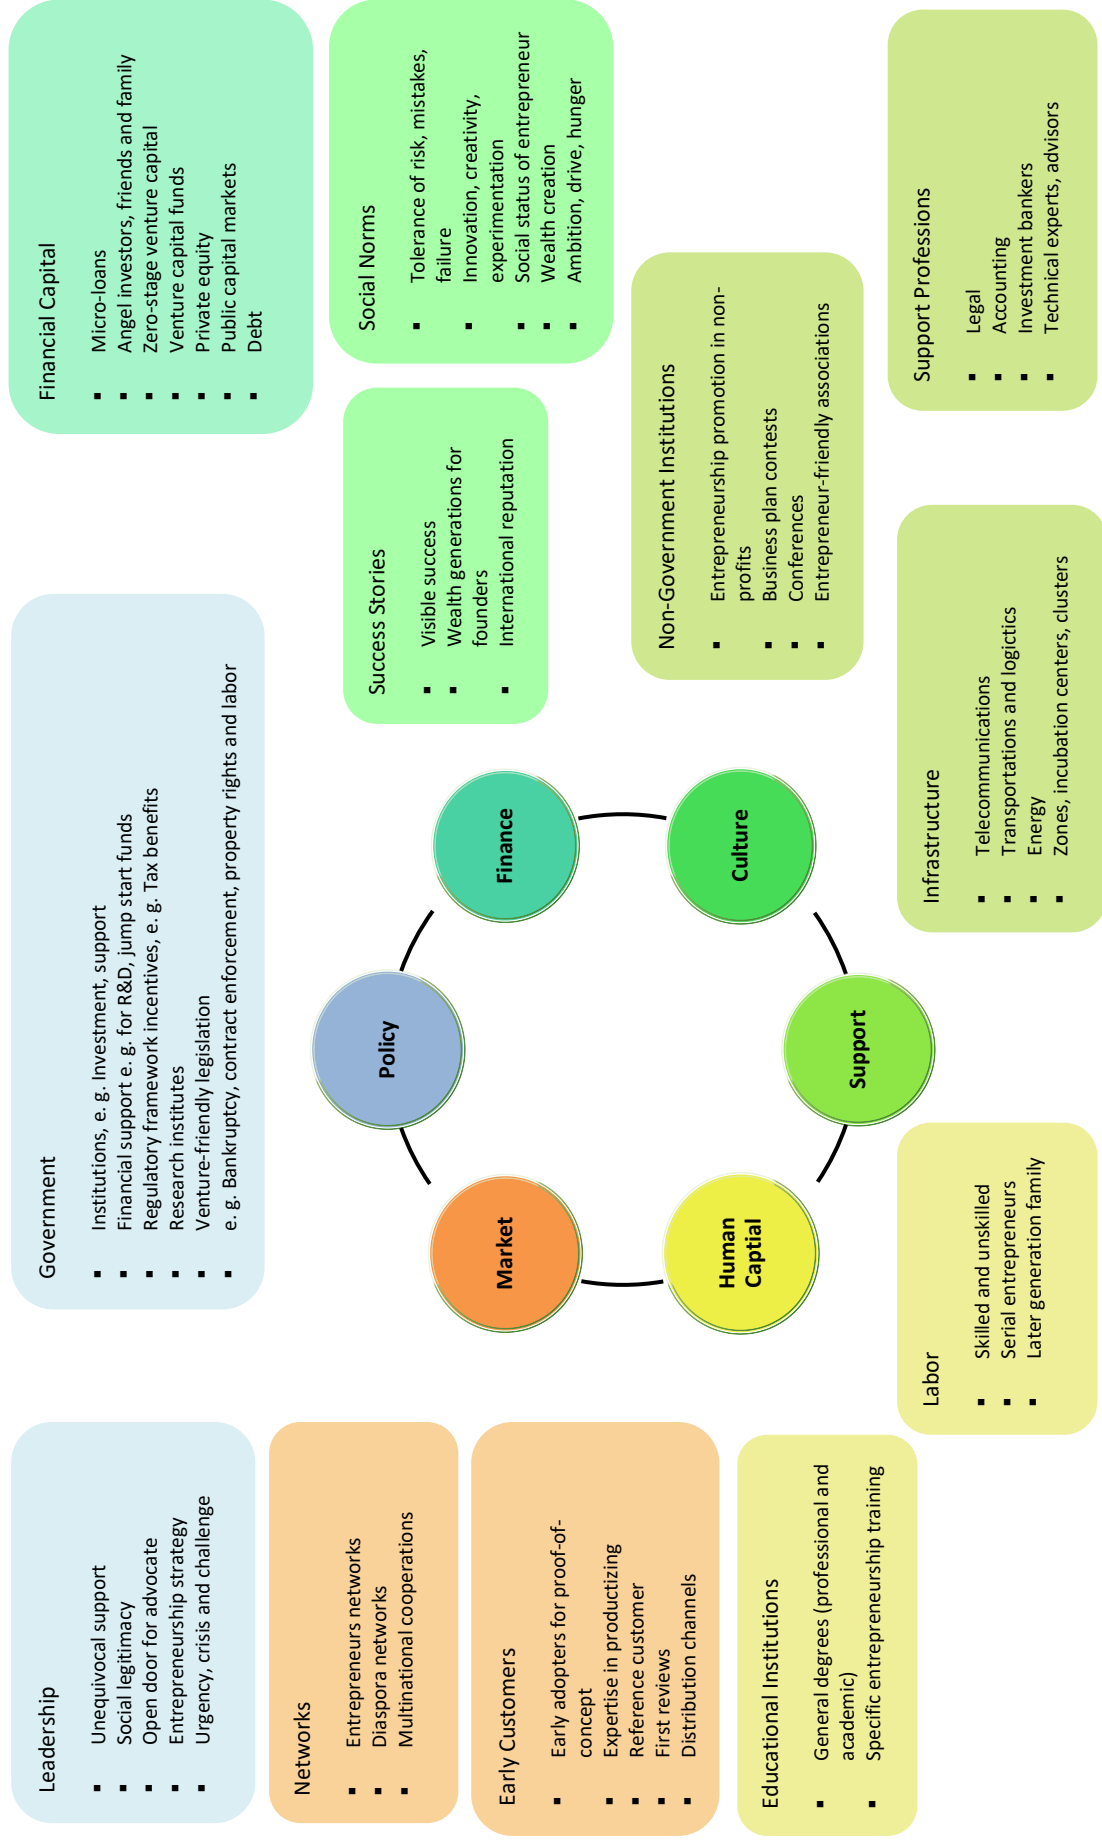 Leadership
▪ Unequivocal support
▪ Social legitimacy
▪ Open door for advocate
▪ Entrepreneurship strategy
▪ Urgency, crisis and challenge
Government
▪ Institutions, e. g. Investment, support
▪ Financial support e. g. for R&D, jump start funds
▪ Regulatory framework incentives, e. g. Tax benefits
▪ Research institutes
▪ Venture-friendly legislation
▪ e. g. Bankruptcy, contract enforcement, property rights and labor
Financial Capital
▪ Micro-loans
▪ Angel investors, friends and family
▪ Zero-stage venture capital
▪ Venture capital funds
▪ Private equity
▪ Public capital markets
▪ Debt
Networks
▪ Entrepreneurs networks
▪ Diaspora networks
▪ Multinational cooperations
Early Customers
▪ Early adopters for proof-of-
concept
▪ Expertise in productizing
▪ Reference customer
▪ First reviews
▪ Distribution channels
Policy
Market
Finance
Human
Captial
Culture
Support
Success Stories
▪ Visible success
▪ Wealth generations for
founders
▪ International reputation
Social Norms
▪ Tolerance of risk, mistakes,
failure
▪ Innovation, creativity,
experimentation
▪ Social status of entrepreneur
▪ Wealth creation
▪ Ambition, drive, hunger
Non-Government Institutions
▪ Entrepreneurship promotion in non-
profits
▪ Business plan contests
▪ Conferences
▪ Entrepreneur-friendly associations
Educational Institutions
▪ General degrees (professional and
academic)
▪ Specific entrepreneurship training
Labor
▪ Skilled and unskilled
▪ Serial entrepreneurs
▪ Later generation family
Infrastructure
▪ Telecommunications
▪ Transportations and logictics
▪ Energy
▪ Zones, incubation centers, clusters
Support Professions
▪ Legal
▪ Accounting
▪ Investment bankers
▪ Technical experts, advisors